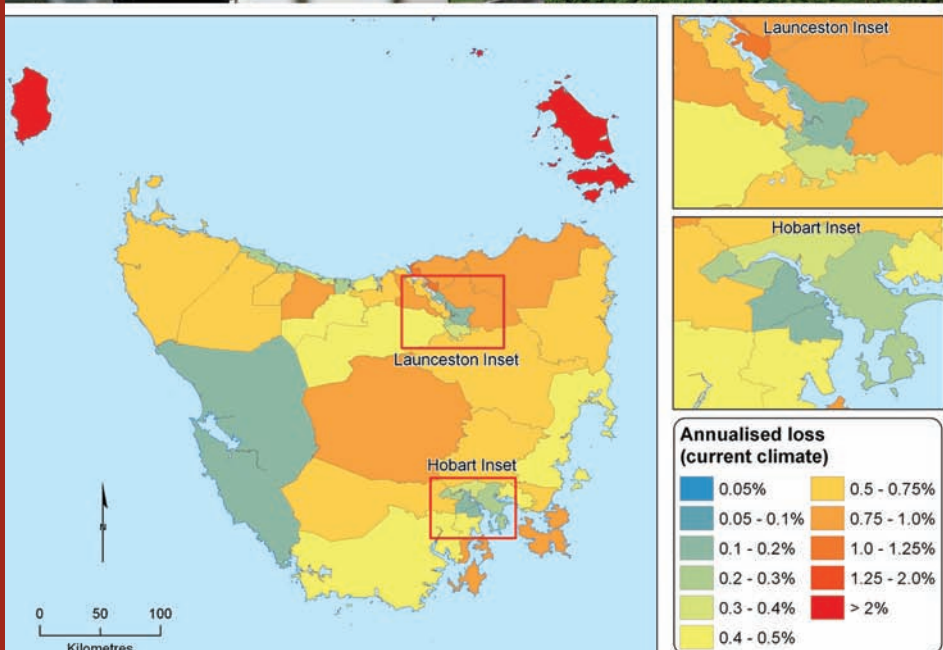 Launceston Inset
Hobart Inset
Launceston Inset
Hobart Inset
N
0 50 100
Kilometres
Annualised loss
(current climate)
0.05%
0.05 - 0.1%
0.1 - 0.2%
0.2 - 0.3%
0.3 - 0.4%
0.4 - 0.5%
0.5 - 0.75%
0.75 - 1.0%
1.0 - 1.25%
1.25 - 2.0%
> 2%